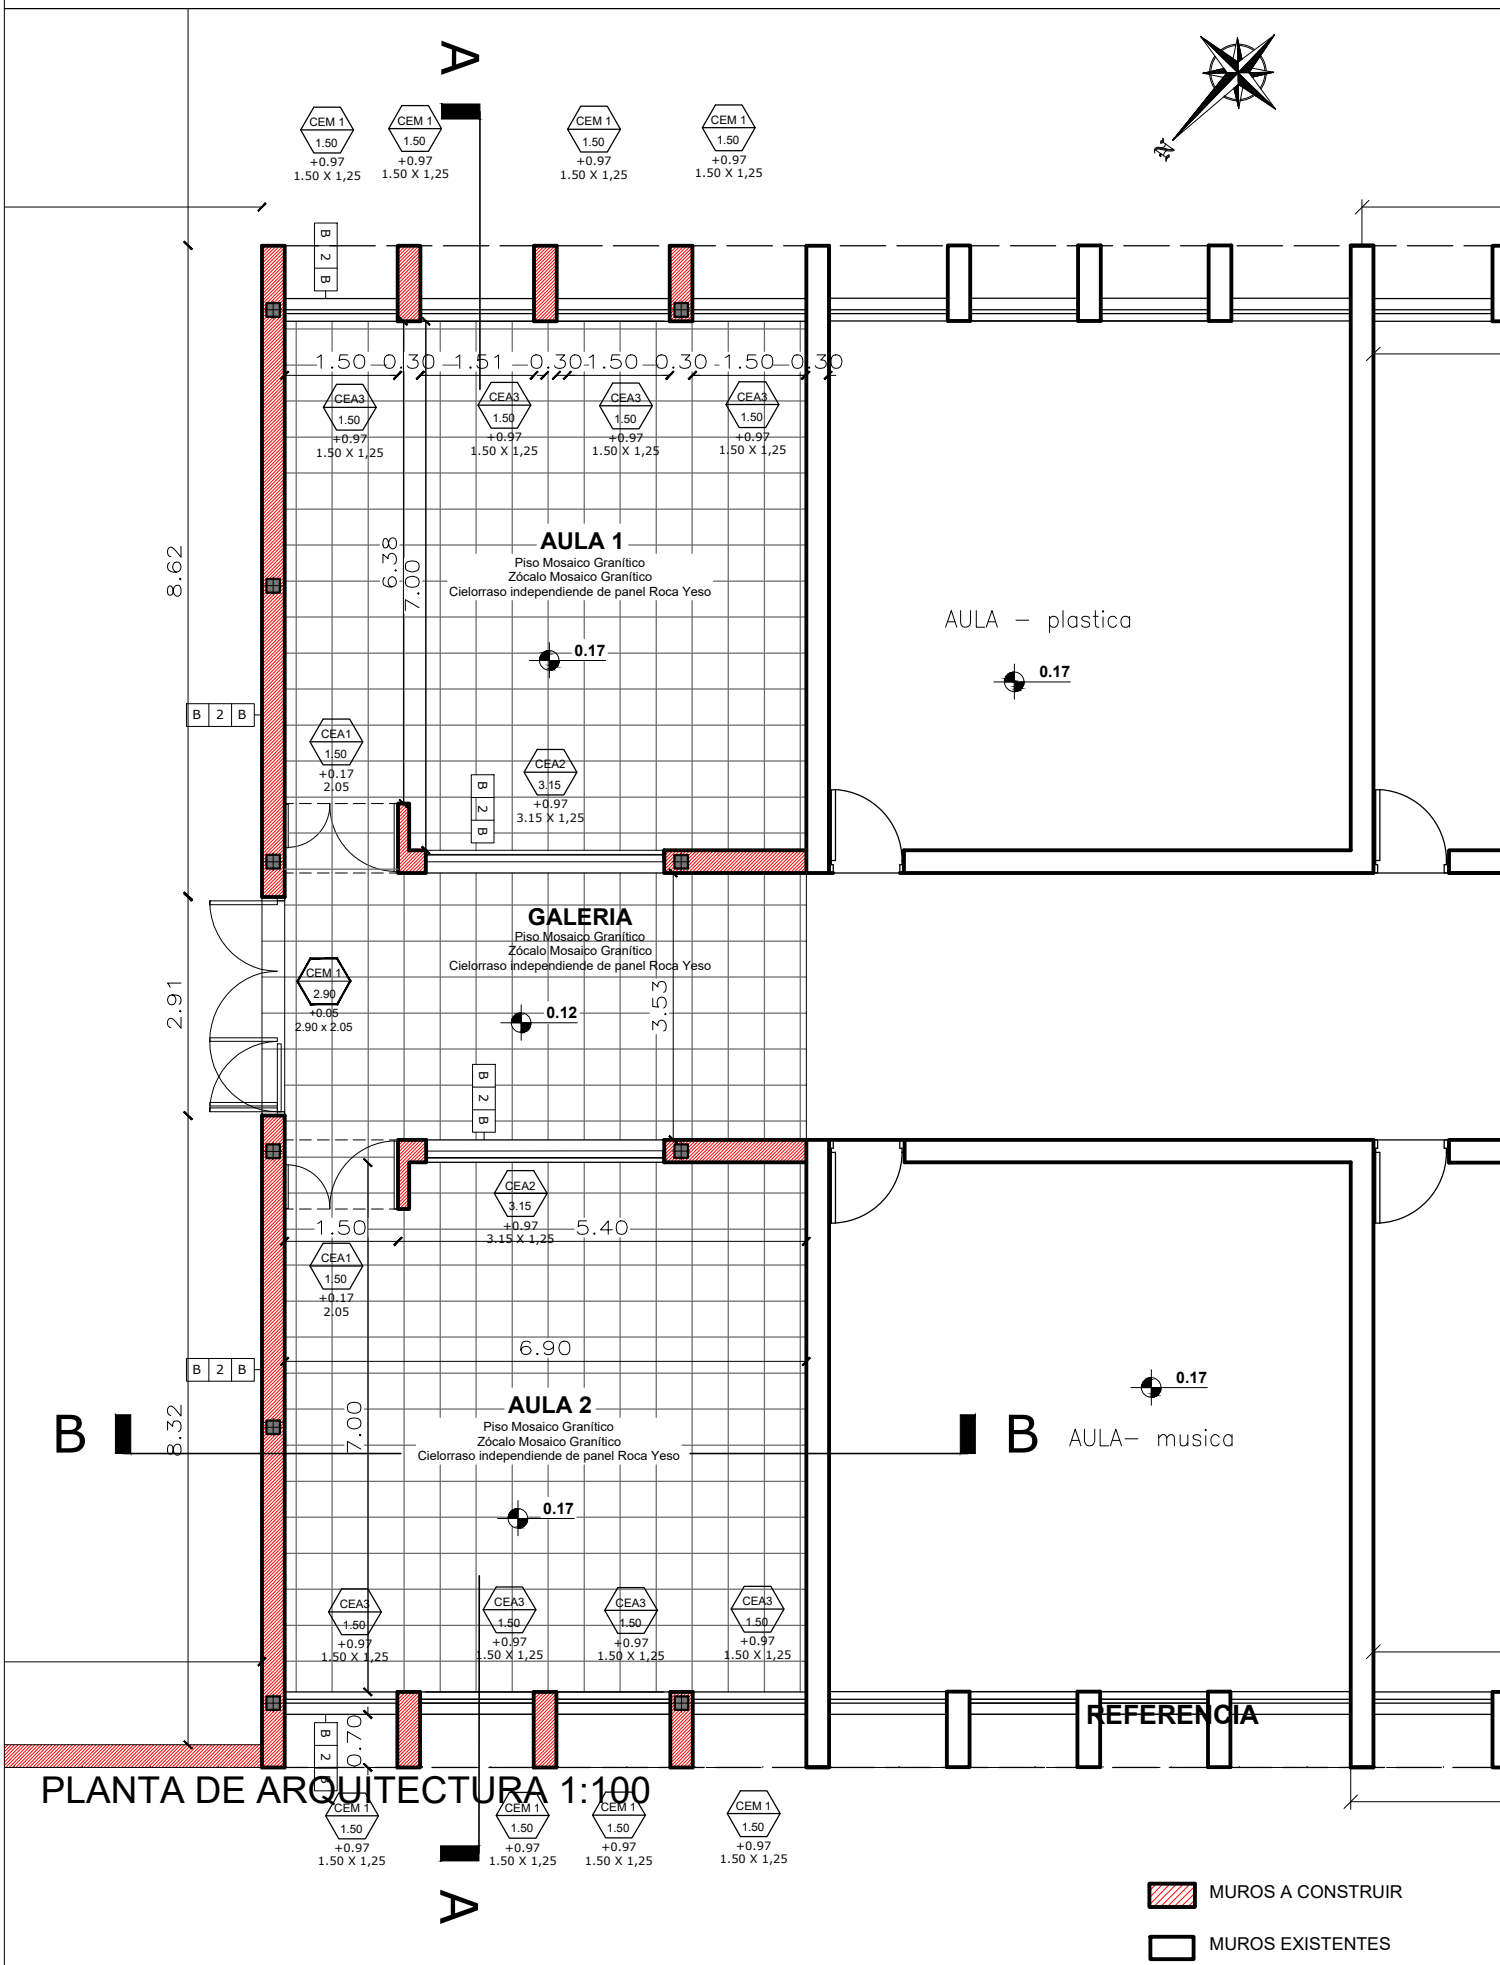 A
N
CEM 1
1.50
+0.97
1.50 X 1,25
CEM 1
1.50
+0.97
1.50 X 1,25
CEM 1
1.50
+0.97
1.50 X 1,25
CEM 1
1.50
+0.97
1.50 X 1,25
B 2 B
1.50 0.30 1.51 0.30 1.50 0.30 1.50 0.30
CEA3
1.50
+0.97
1.50 X 1,25
CEA3
1.50
+0.97
1.50 X 1,25
CEA3
1.50
+0.97
1.50 X 1,25
CEA3
1.50
+0.97
1.50 X 1,25
8.62
6.38
7.00
AULA 1
Piso Mosaico Granítico
Zócalo Mosaico Granítico
Cielorraso independiende de panel Roca Yeso
0.17
AULA - plastica
0.17
B 2 B
CEA1
1.50
+0.17
2.05
B 2 B
CEA2
3.15
+0.97
3.15 X 1,25
GALERIA
Piso Mosaico Granítico
Zócalo Mosaico Granítico
Cielorraso independiende de panel Roca Yeso
2.91
CEM 1
2.90
+0.05
2.90 x 2.05
0.12
3.53
B 2 B
CEA2
3.15
+0.97
3.15 X 1,25
1.50
5.40
CEA1
1.50
+0.17
2.05
6.90
B 2 B
8.32
7.00
AULA 2
Piso Mosaico Granítico
Zócalo Mosaico Granítico
Cielorraso independiende de panel Roca Yeso
0.17
B
B
0.17
AULA- musica
CEA3
1.50
+0.97
1.50 X 1,25
CEA3
1.50
+0.97
1.50 X 1,25
CEA3
1.50
+0.97
1.50 X 1,25
CEA3
1.50
+0.97
1.50 X 1,25
B 2 B
0.70
REFERENCIA
PLANTA DE ARQUITECTURA 1:100
CEM 1
1.50
+0.97
1.50 X 1,25
CEM 1
1.50
+0.97
1.50 X 1,25
CEM 1
1.50
+0.97
1.50 X 1,25
CEM 1
1.50
+0.97
1.50 X 1,25
A
MUROS A CONSTRUIR
MUROS EXISTENTES